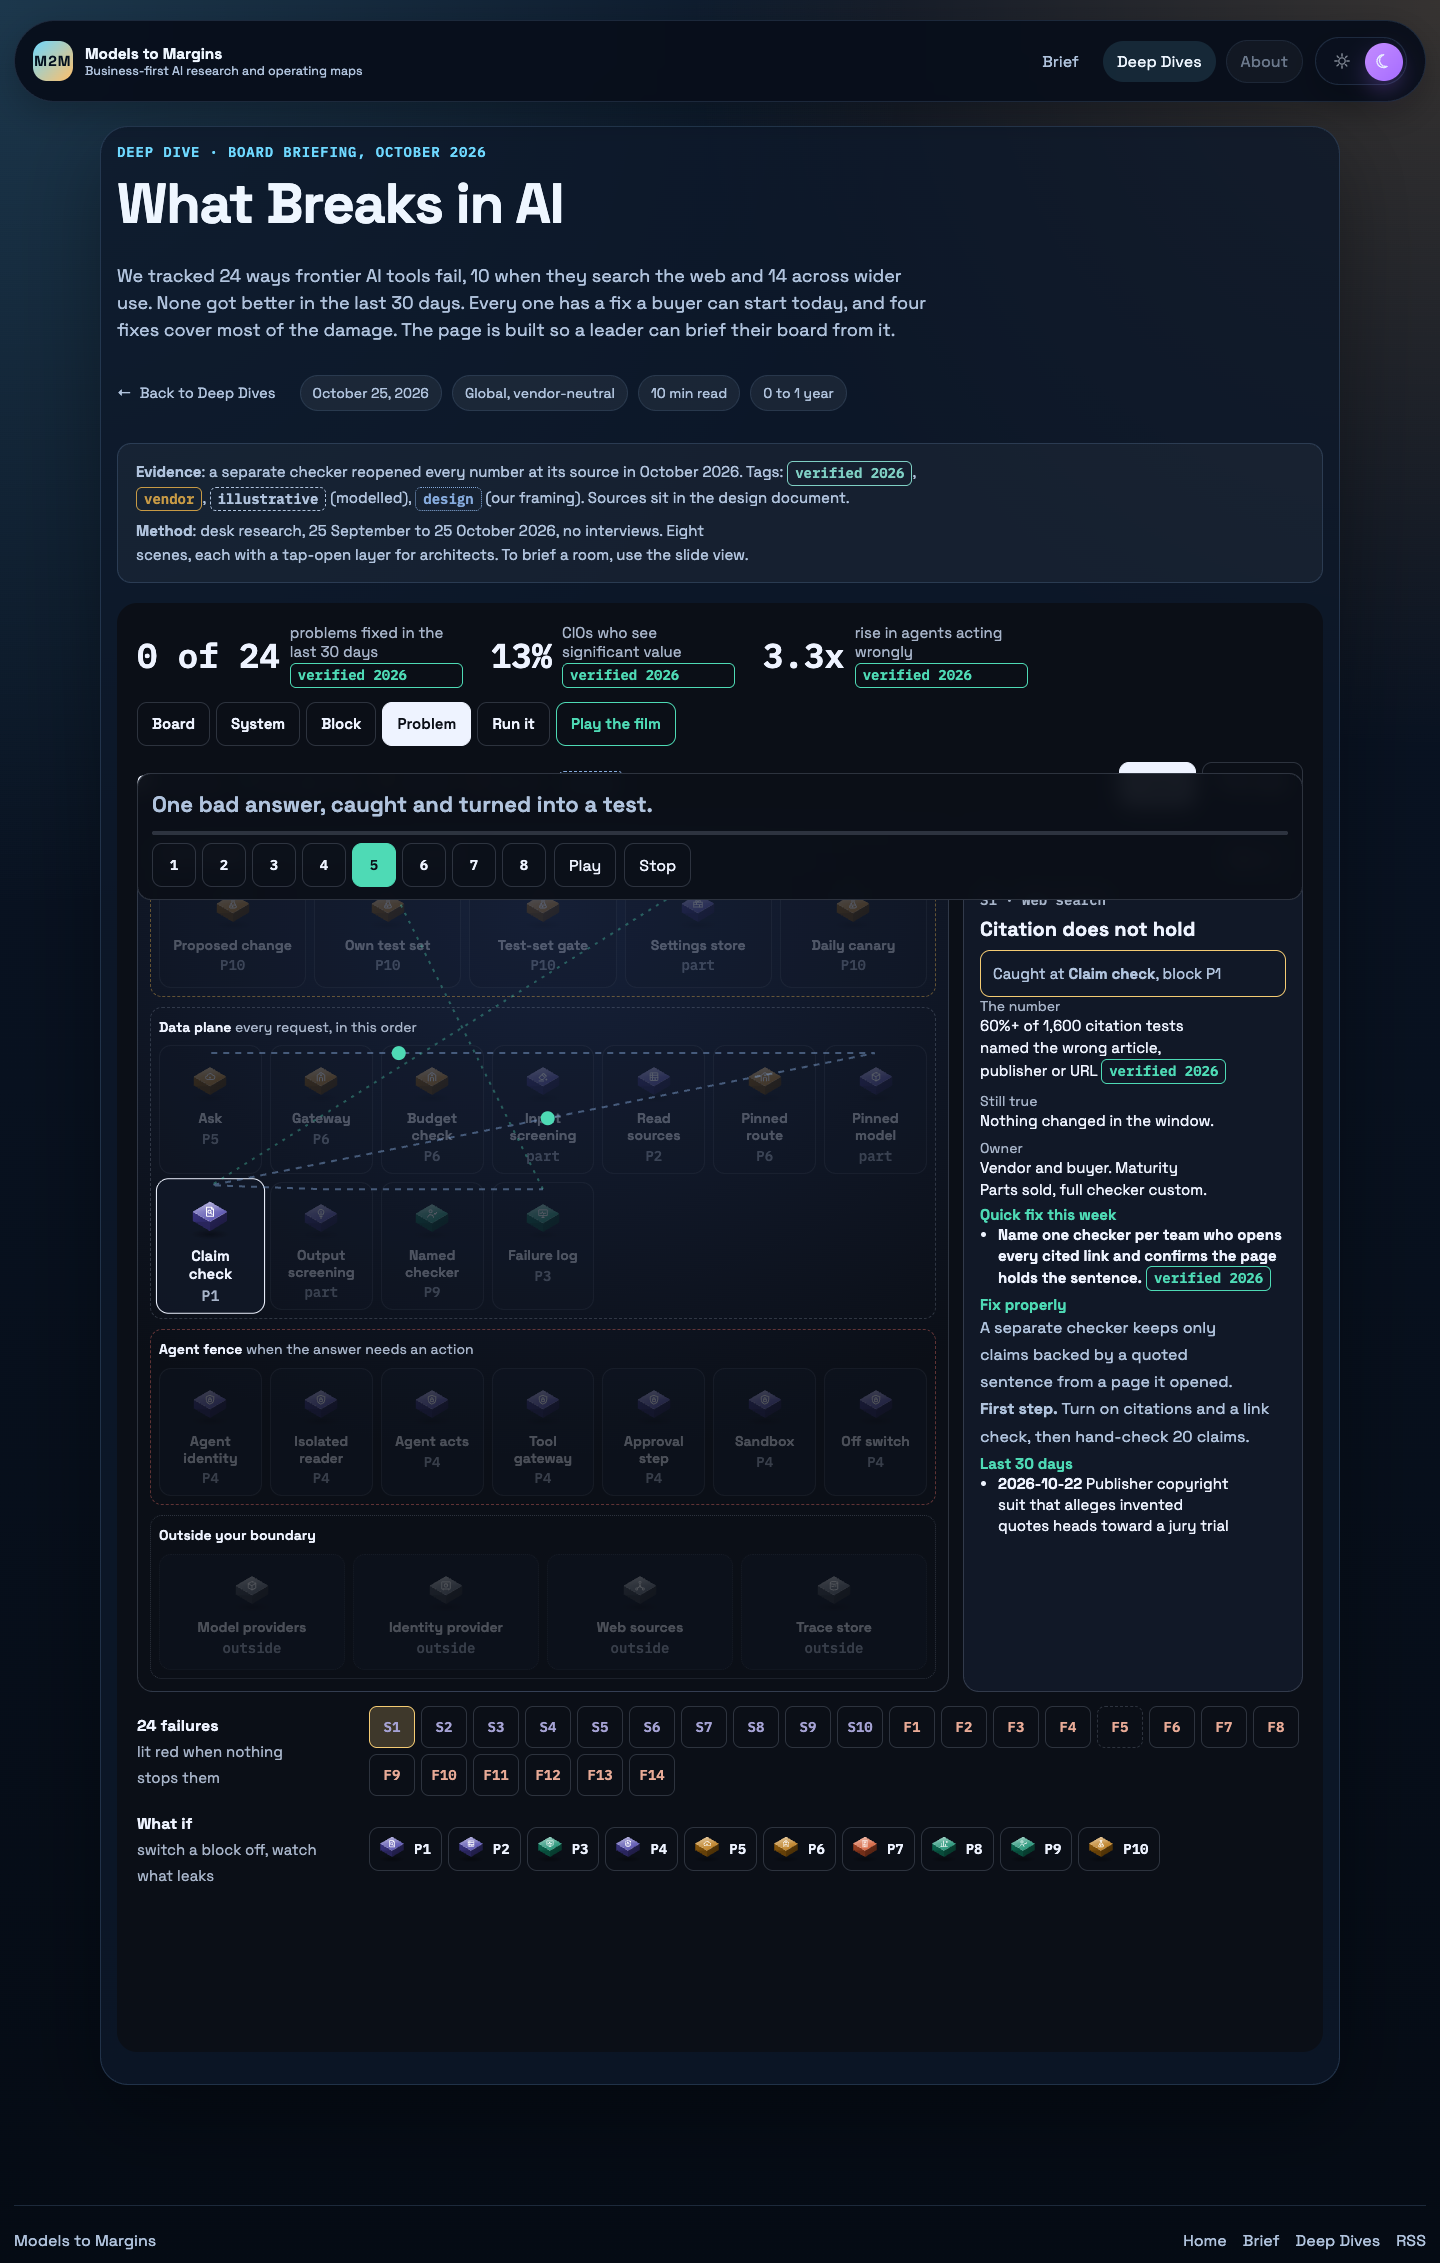 M2M
Models to Margins
Business-first AI research and operating maps
Brief
Deep Dives
About
DEEP DIVE · BOARD BRIEFING, OCTOBER 2026
What Breaks in AI
We tracked 24 ways frontier AI tools fail, 10 when they search the web and 14 across wider
use. None got better in the last 30 days. Every one has a fix a buyer can start today, and four
fixes cover most of the damage. The page is built so a leader can brief their board from it.
← Back to Deep Dives
October 25, 2026
Global, vendor-neutral
10 min read
0 to 1 year
Evidence: a separate checker reopened every number at its source in October 2026. Tags: verified 2026,
vendor, illustrative (modelled), design (our framing). Sources sit in the design document.
Method: desk research, 25 September to 25 October 2026, no interviews. Eight
scenes, each with a tap-open layer for architects. To brief a room, use the slide view.
0 of 24
problems fixed in the
last 30 days
verified 2026
13%
CIOs who see
significant value
verified 2026
3.3x
rise in agents acting
wrongly
verified 2026
Board
System
Block
Problem
Run it
Play the film
One bad answer, caught and turned into a test.
1
2
3
4
5
6
7
8
Play
Stop
Proposed change
P10
Own test set
P10
Test-set gate
P10
Settings store
part
Daily canary
P10
Data plane every request, in this order
Ask
P5
Gateway
P6
Budget
check
P6
Input
screening
part
Read
sources
P2
Pinned
route
P6
Pinned
model
part
Claim
check
P1
Output
screening
part
Named
checker
P9
Failure log
P3
Agent fence when the answer needs an action
Agent
identity
P4
Isolated
reader
P4
Agent acts
P4
Tool
gateway
P4
Approval
step
P4
Sandbox
P4
Off switch
P4
Outside your boundary
Model providers
outside
Identity provider
outside
Web sources
outside
Trace store
outside
S1 · Web search
Citation does not hold
Caught at Claim check, block P1
The number
60%+ of 1,600 citation tests
named the wrong article,
publisher or URL verified 2026
Still true
Nothing changed in the window.
Owner
Vendor and buyer. Maturity
Parts sold, full checker custom.
Quick fix this week
• Name one checker per team who opens
every cited link and confirms the page
holds the sentence. verified 2026
Fix properly
A separate checker keeps only
claims backed by a quoted
sentence from a page it opened.
First step. Turn on citations and a link
check, then hand-check 20 claims.
Last 30 days
• 2026-10-22 Publisher copyright
suit that alleges invented
quotes heads toward a jury trial
24 failures
lit red when nothing
stops them
S1
S2
S3
S4
S5
S6
S7
S8
S9
S10
F1
F2
F3
F4
F5
F6
F7
F8
F9
F10
F11
F12
F13
F14
What if
switch a block off, watch
what leaks
P1
P2
P3
P4
P5
P6
P7
P8
P9
P10
Models to Margins
Home
Brief
Deep Dives
RSS